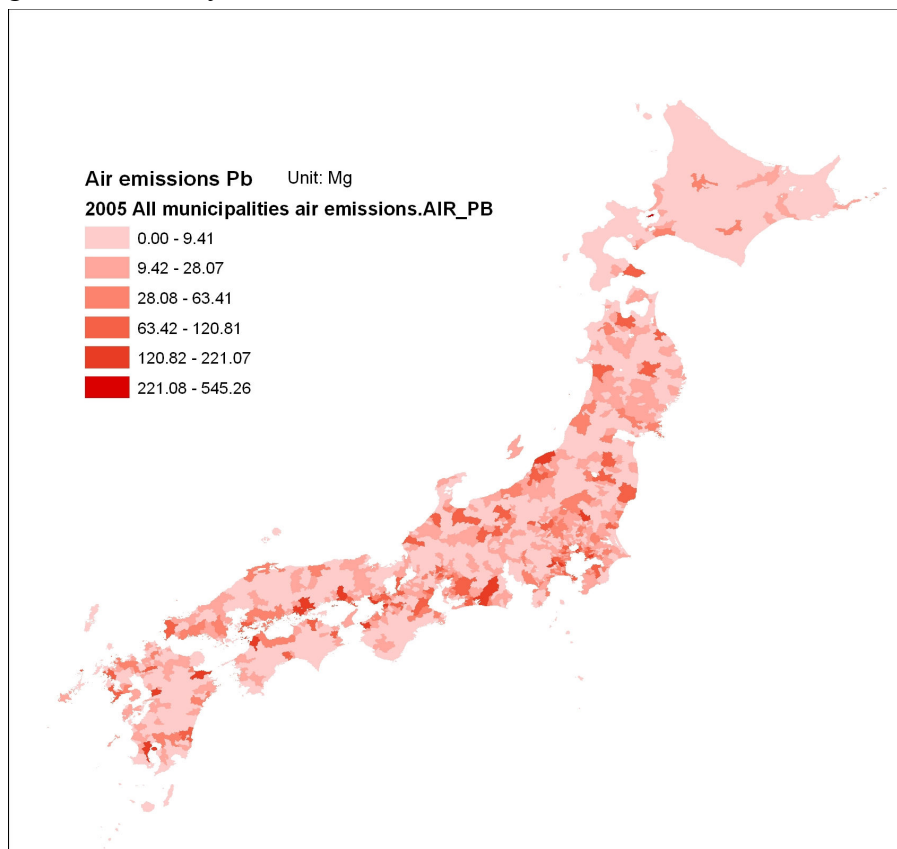 Air emissions Pb Unit: Mg
2005 All municipalities air emissions.AIR_PB
0.00 - 9.41
9.42 - 28.07
28.08 - 63.41
63.42 - 120.81
120.82 - 221.07
221.08 - 545.26